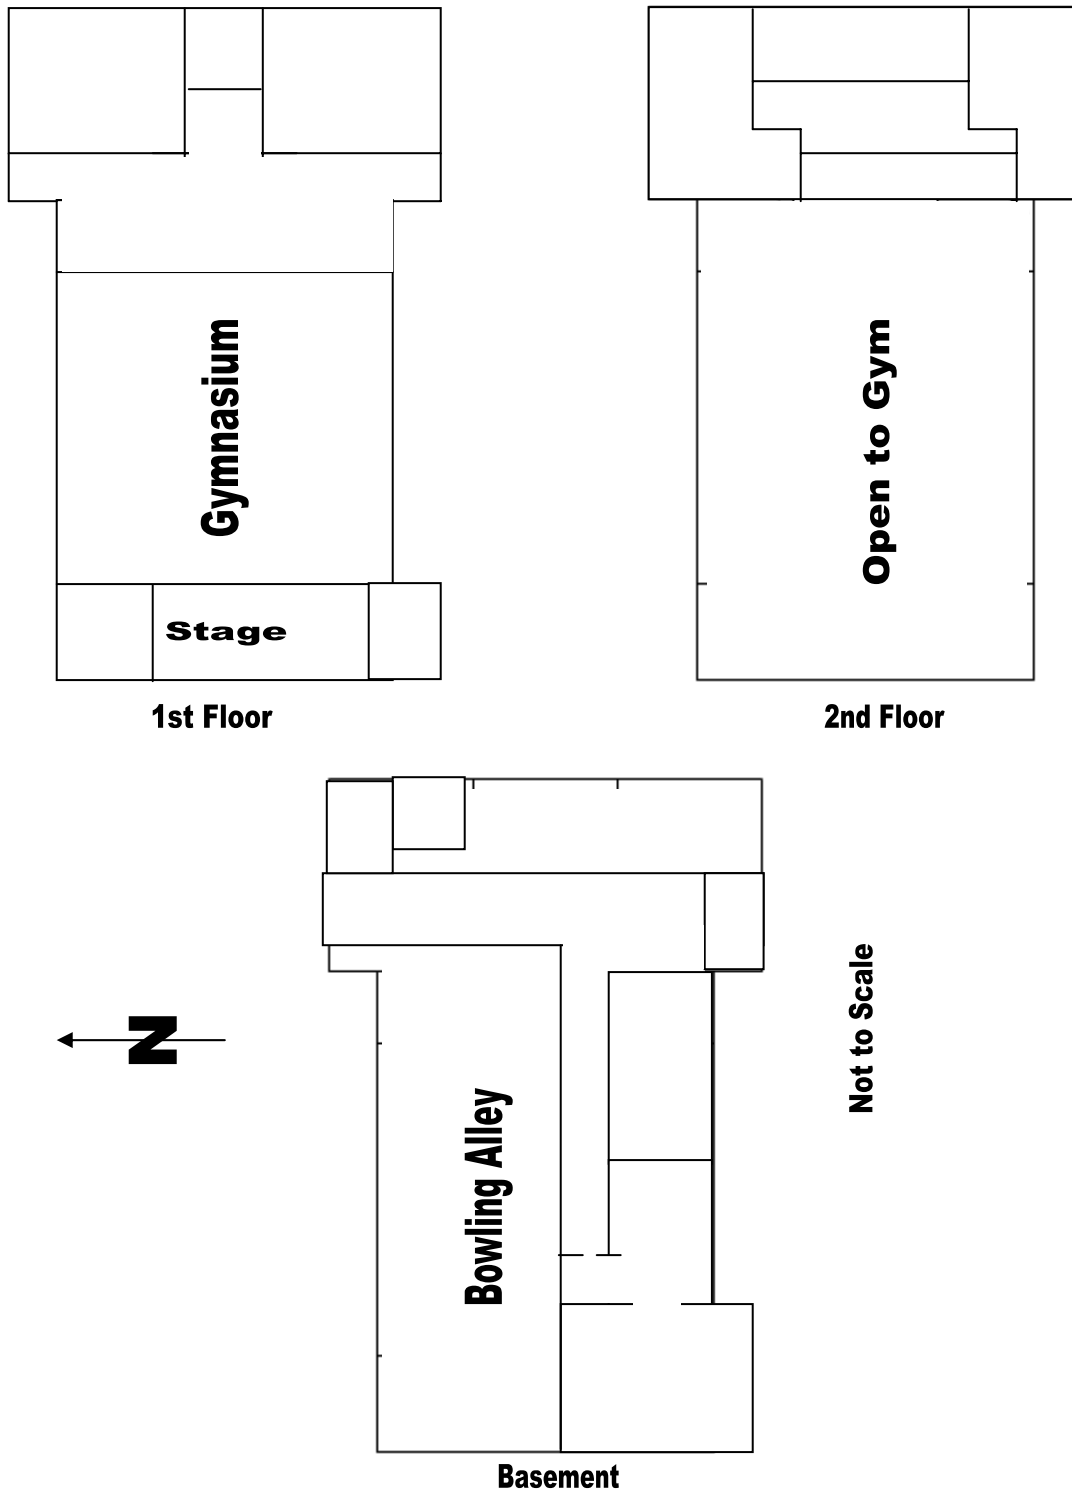 Gymnasium
Open to Gym
Stage
1st Floor
2nd Floor
N
Not to Scale
Bowling Alley
Basement